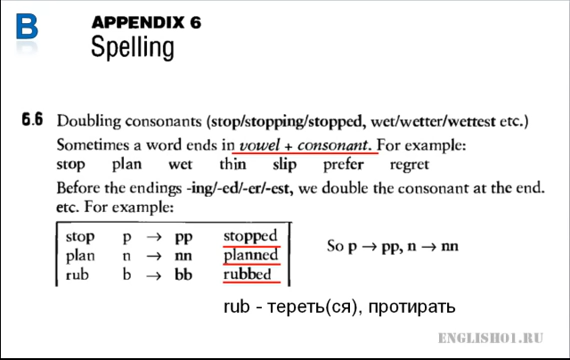 B
APPENDIX 6
Spelling
6.6 Doubling consonants (stop/stopping/stopped, wet/wetter/wettest etc.)
Sometimes a word ends in vowel + consonant. For example:
stop plan wet thin slip prefer regret
Before the endings -ing/-ed/-er/-est, we double the consonant at the end.
etc. For example:
stop p → pp stopped
plan n → nn planned
rub b → bb rubbed
So p → pp, n → nn
rub - тереть(ся), протирать
ENGLISH01.RU